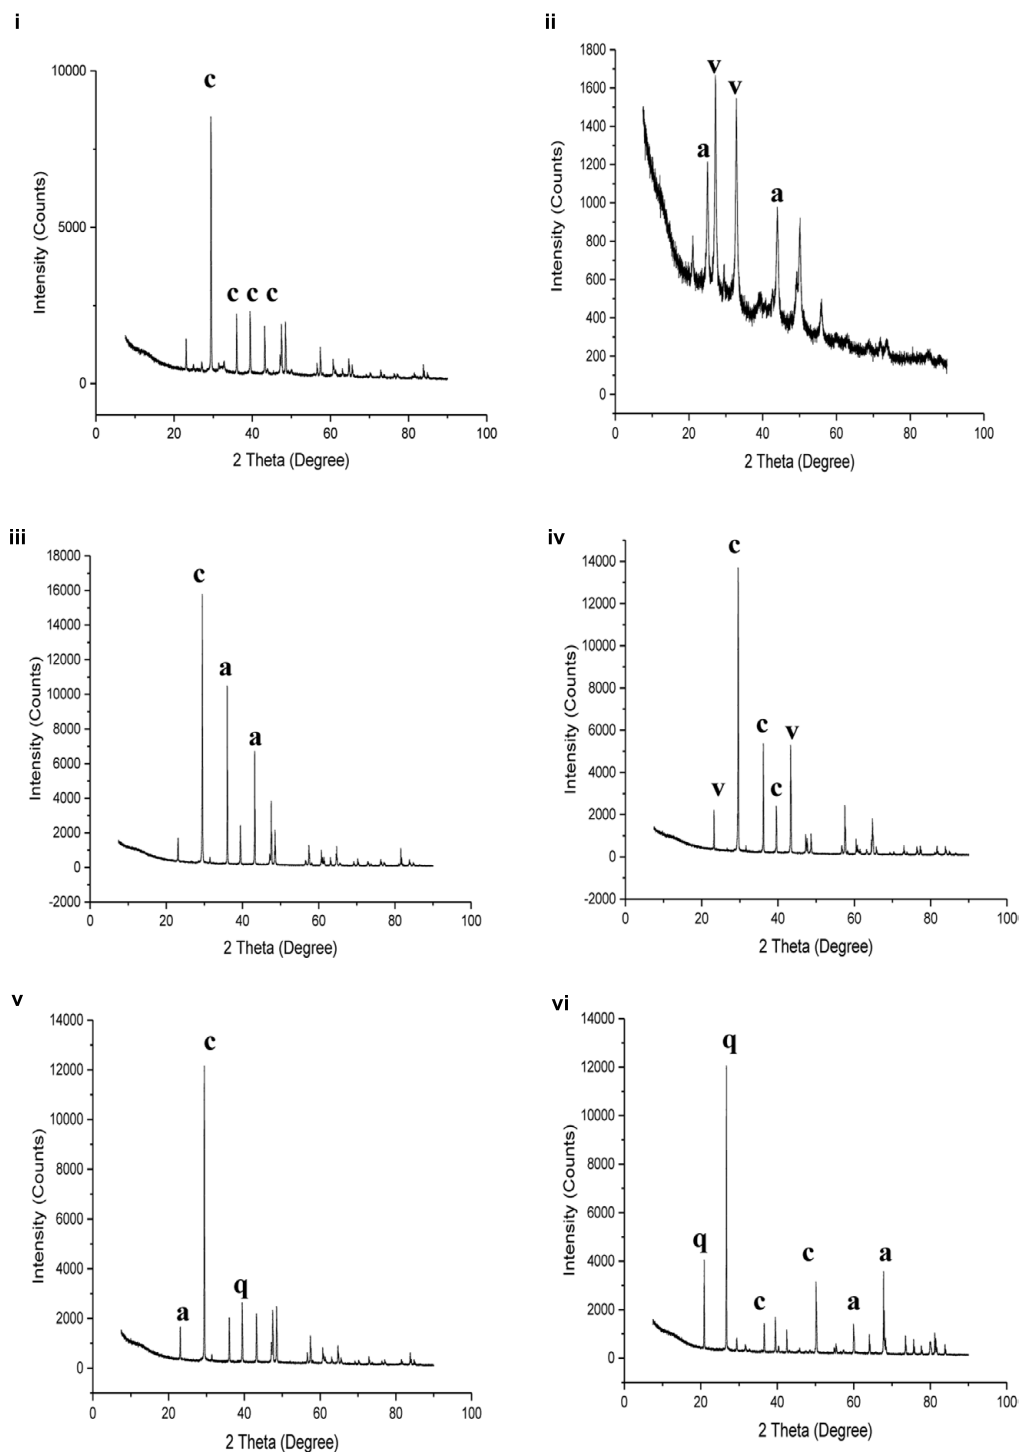 i
c
10000
5000
0
c c c
0 20 40 60 80 100
2 Theta (Degree)
Intensity (Counts)
ii
1800
1600
1400
1200
1000
800
600
400
200
0
v
v
a
a
0 20 40 60 80 100
2 Theta (Degree)
Intensity (Counts)
iii
18000
16000
14000
12000
10000
8000
6000
4000
2000
0
-2000
c
a
a
0 20 40 60 80 100
2 Theta (Degree)
Intensity (Counts)
iv
14000
12000
10000
8000
6000
4000
2000
0
-2000
c
c
v
v
c
0 20 40 60 80 100
2 Theta (Degree)
Intensity (Counts)
v
14000
12000
10000
8000
6000
4000
2000
0
c
q
a
0 20 40 60 80 100
2 Theta (Degree)
Intensity (Counts)
vi
14000
12000
10000
8000
6000
4000
2000
0
q
q
c
a
c
a
0 20 40 60 80 100
2 Theta (Degree)
Intensity (Counts)